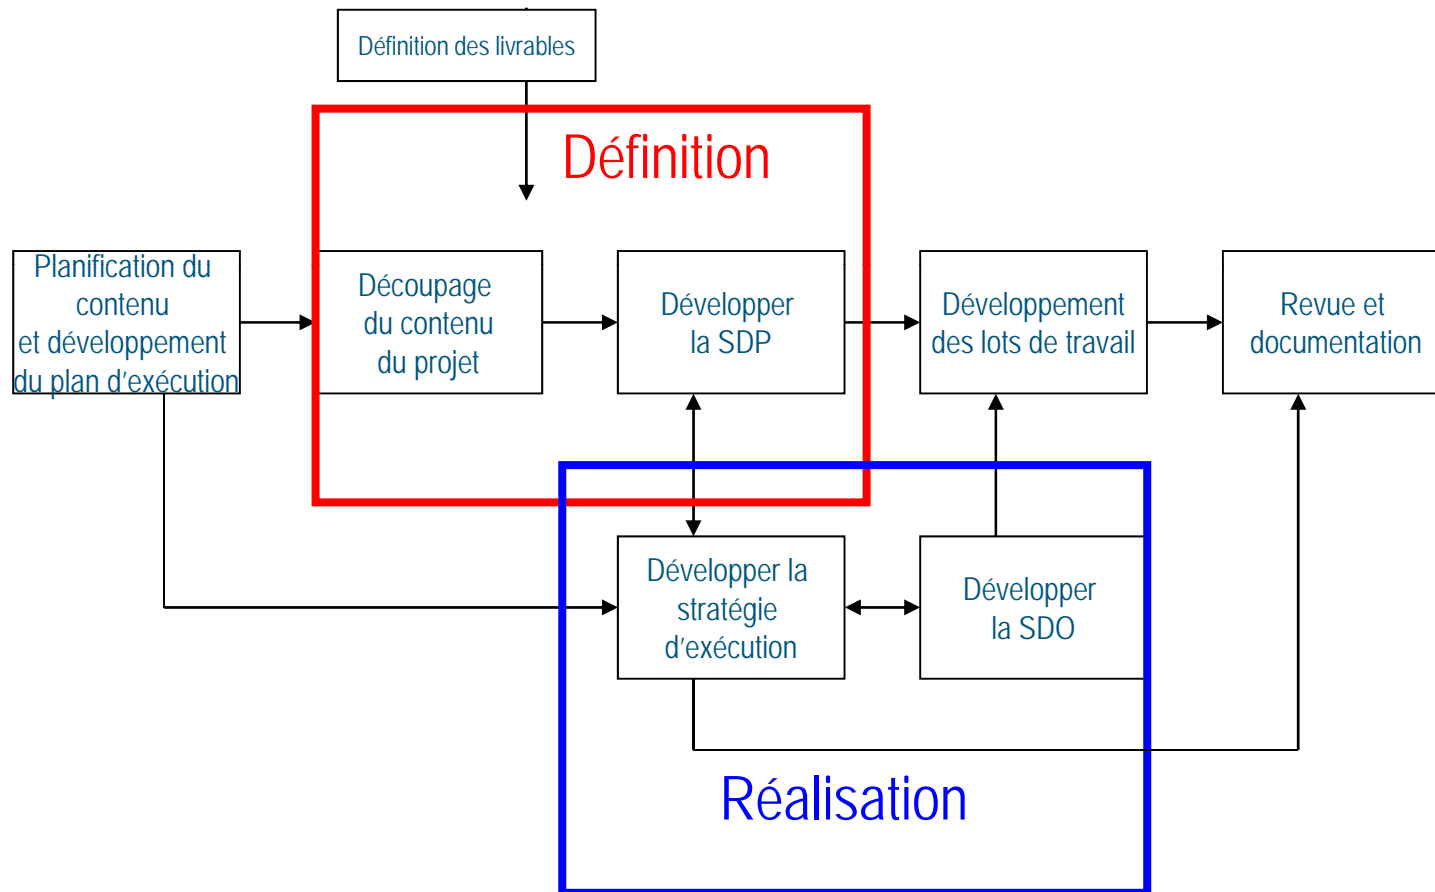 Définition des livrables
Définition
Planification du
contenu
et développement
du plan d'exécution
Découpage
du contenu
du projet
Développer
la SDP
Développement
des lots de travail
Revue et
documentation
Développer la
stratégie
d'exécution
Développer
la SDO
Réalisation